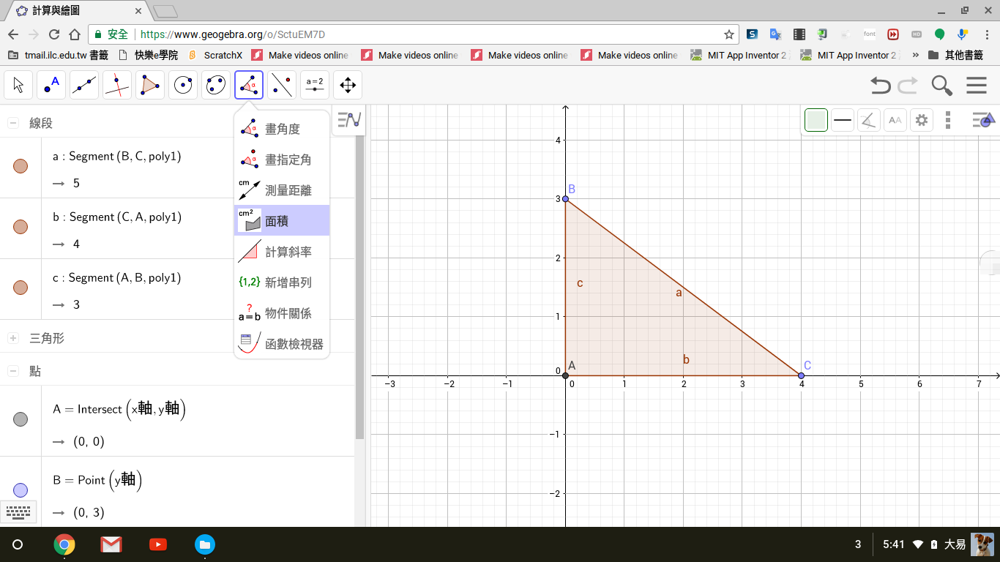 計算與繪圖
安全 https://www.geogebra.org/o/SctuEM7D
font
HD
tmail.ilc.edu.tw 書籤 快樂e學院 ScratchX Make videos online Make videos online Make videos online Make videos online MIT App Inventor 2 MIT App Inventor 2 » 其他書籤
A
α
a=2
線段
a : Segment (B, C, poly1)
→ 5
b : Segment (C, A, poly1)
→ 4
c : Segment (A, B, poly1)
→ 3
三角形
點
A = Intersect (x軸, y軸)
→ (0, 0)
B = Point (y軸)
→ (0, 3)
α 畫角度
α 畫指定角
cm 測量距離
cm² 面積
計算斜率
{1,2} 新增串列
? a=b 物件關係
函數檢視器
AA
4
B
3
2
c
a
1
b
A
C
0
−3 −2 −1 0 1 2 3 4 5 6 7
−1
−2
3 5:41 大易